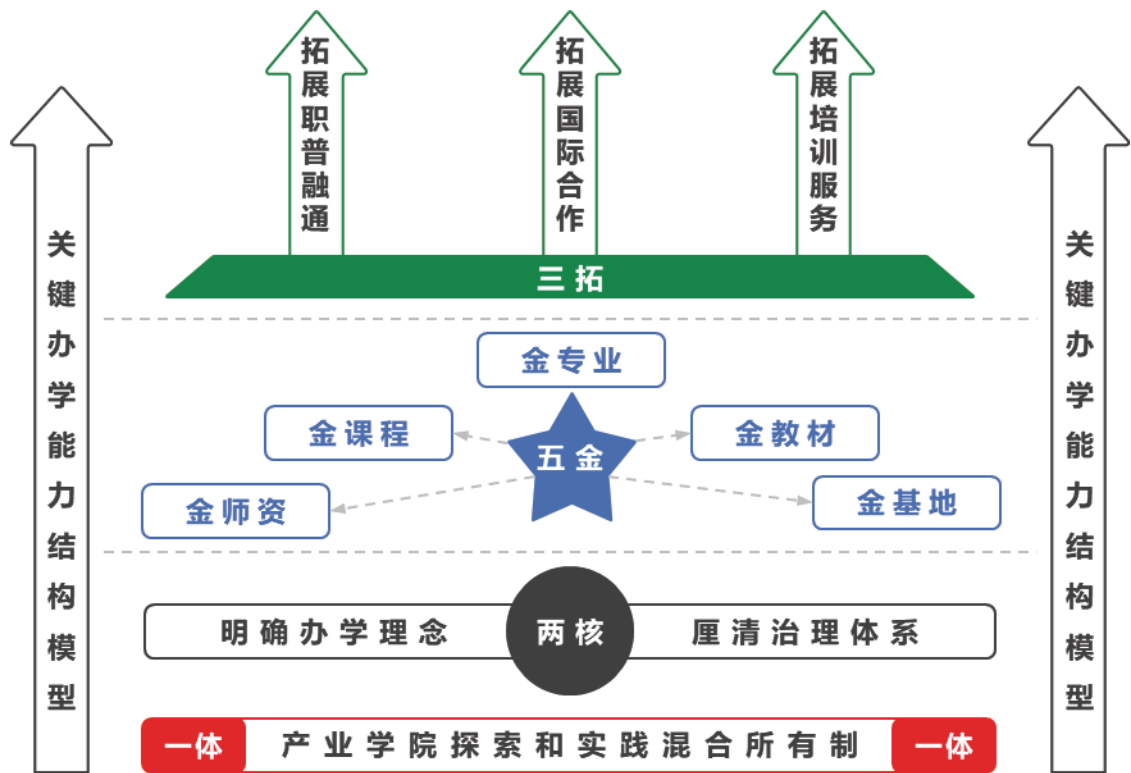 拓展职普融通
拓展国际合作
拓展培训服务
关键办学能力结构模型
关键办学能力结构模型
三拓
金专业
金课程
金教材
五金
金师资
金基地
明确办学理念
两核
厘清治理体系
一体
产业学院探索和实践混合所有制
一体